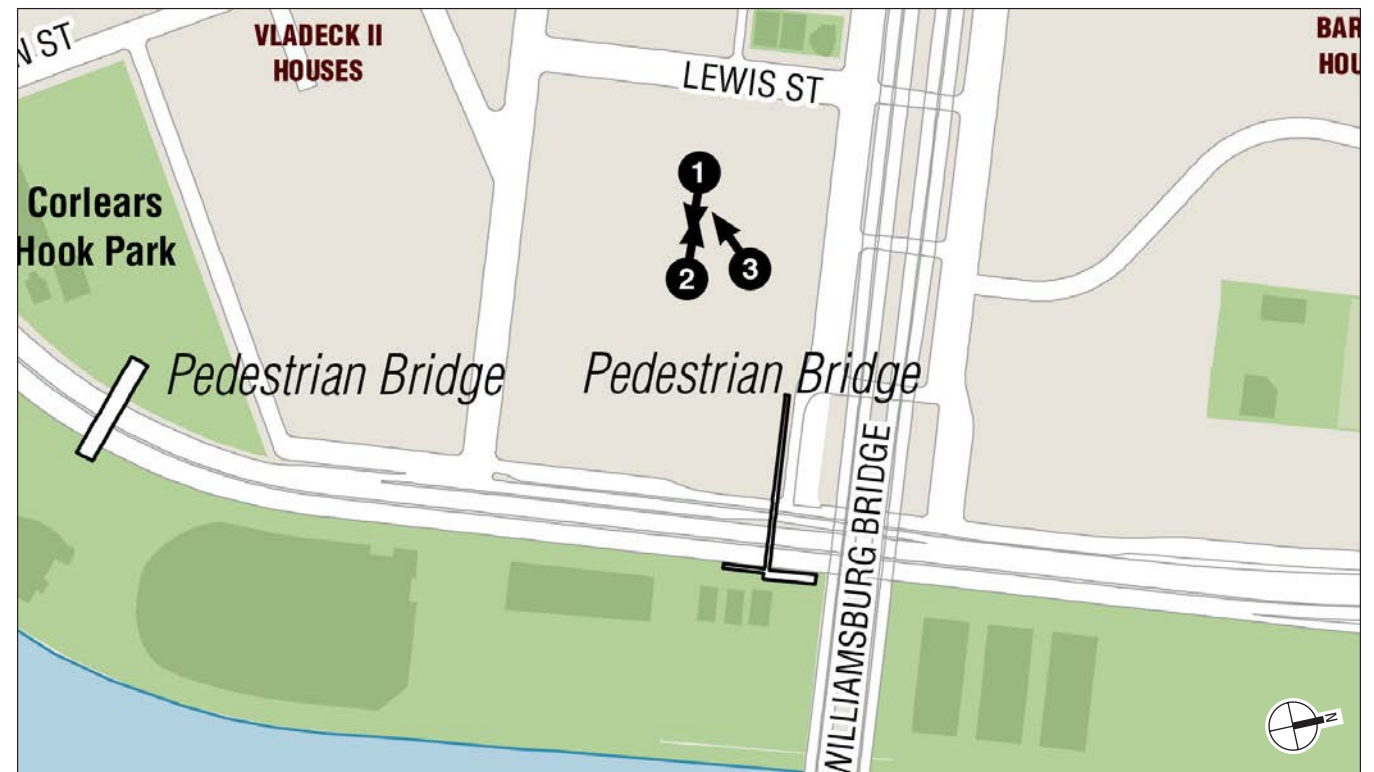 N ST
VLADECK II
HOUSES
LEWIS ST
BAR
HOU
1
2
3
Corlears
Hook Park
Pedestrian Bridge
Pedestrian Bridge
WILLIAMSBURG BRIDGE
N